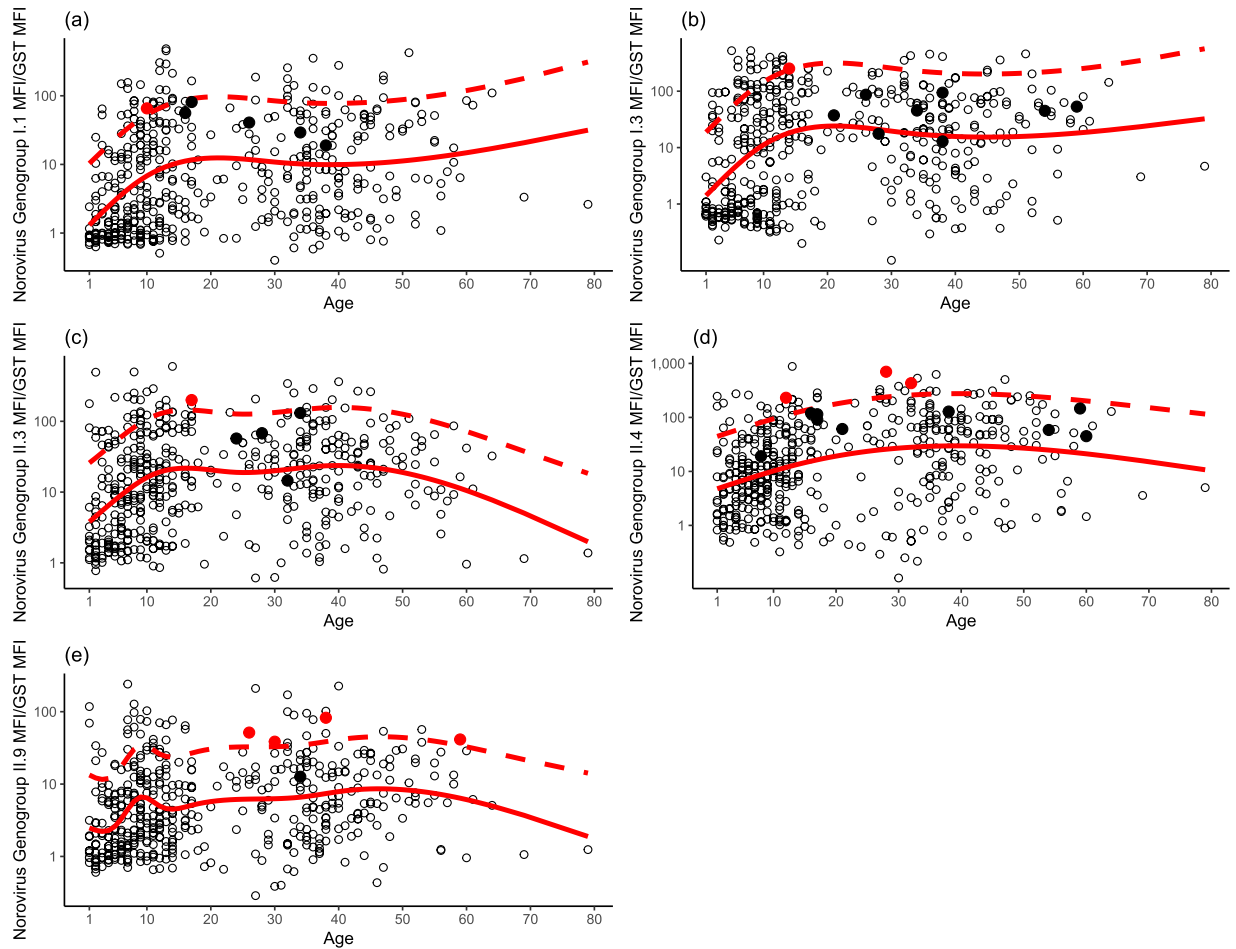 (a)
Norovirus Genogroup I.1 MFI/GST MFI
100
10
1
1 10 20 30 40 50 60 70 80
Age
(b)
Norovirus Genogroup I.3 MFI/GST MFI
100
10
1
1 10 20 30 40 50 60 70 80
Age
(c)
Norovirus Genogroup II.3 MFI/GST MFI
100
10
1
1 10 20 30 40 50 60 70 80
Age
(d)
Norovirus Genogroup II.4 MFI/GST MFI
1,000
100
10
1
1 10 20 30 40 50 60 70 80
Age
(e)
Norovirus Genogroup II.9 MFI/GST MFI
100
10
1
1 10 20 30 40 50 60 70 80
Age